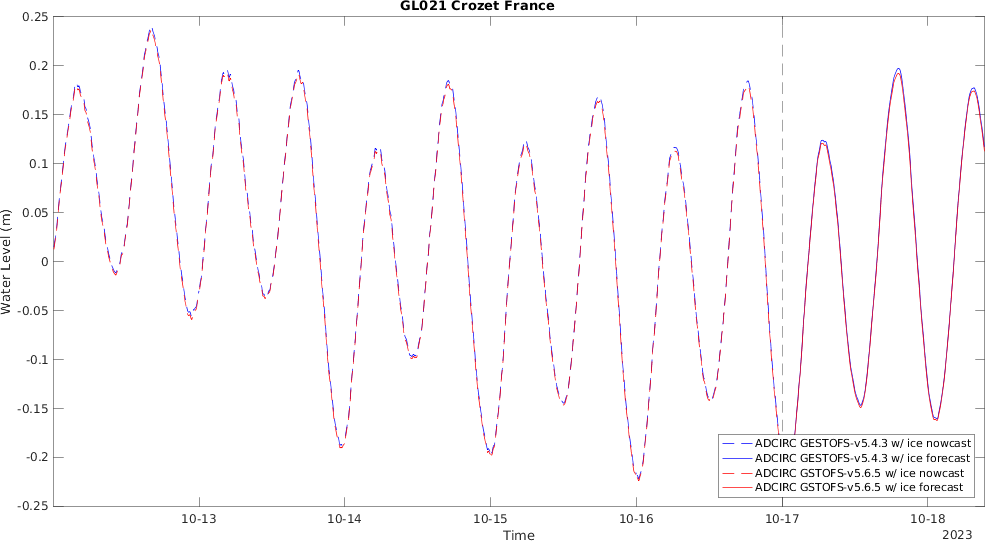 GL021 Crozet France
0.25
0.2
0.15
0.1
0.05
0
-0.05
-0.1
-0.15
-0.2
-0.25
Water Level (m)
ADCIRC GESTOFS-v5.4.3 w/ ice nowcast
ADCIRC GESTOFS-v5.4.3 w/ ice forecast
ADCIRC GSTOFS-v5.6.5 w/ ice nowcast
ADCIRC GSTOFS-v5.6.5 w/ ice forecast
10-13 10-14 10-15 10-16 10-17 10-18
Time
2023